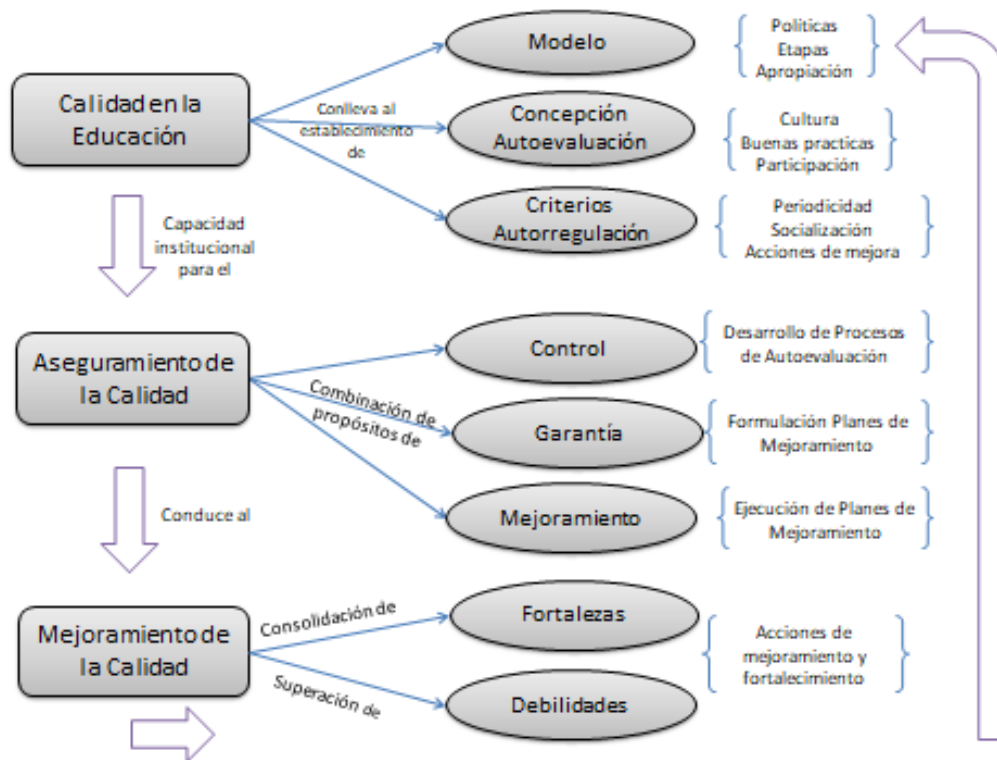 Modelo
Políticas
Etapas
Apropiación
Calidad en la
Educación
Conlleva al
establecimiento
de
Concepción
Autoevaluación
Cultura
Buenas practicas
Participación
Criterios
Autorregulación
Periodicidad
Socialización
Acciones de mejora
Capacidad
institucional
para el
Aseguramiento de
la Calidad
Combinación de
propósitos de
Control
Desarrollo de Procesos
de Autoevaluación
Garantía
Formulación Planes de
Mejoramiento
Mejoramiento
Ejecución de Planes de
Mejoramiento
Conduce al
Mejoramiento de
la Calidad
Consolidación de
Fortalezas
Superación de
Debilidades
Acciones de
mejoramiento y
fortalecimiento